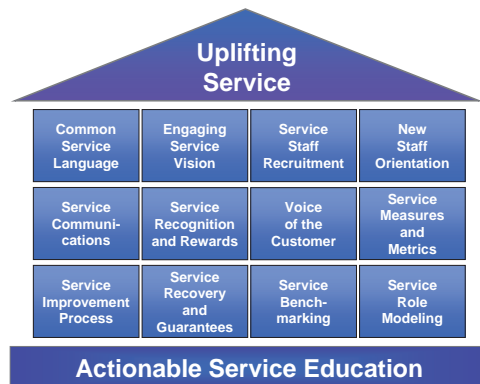 Uplifting
Service
Common
Service
Language
Engaging
Service
Vision
Service
Staff
Recruitment
New
Staff
Orientation
Service
Communi-
cations
Service
Recognition
and Rewards
Voice
of the
Customer
Service
Measures
and
Metrics
Service
Improvement
Process
Service
Recovery
and
Guarantees
Service
Bench-
marking
Service
Role
Modeling
Actionable Service Education